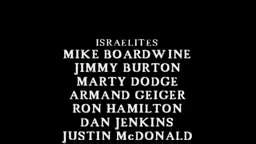 ISRAELITES
MIKE BOARDWINE
JIMMY BURTON
MARTY DODGE
ARMAND GEIGER
RON HAMILTON
DAN JENKINS
JUSTIN McDONALD